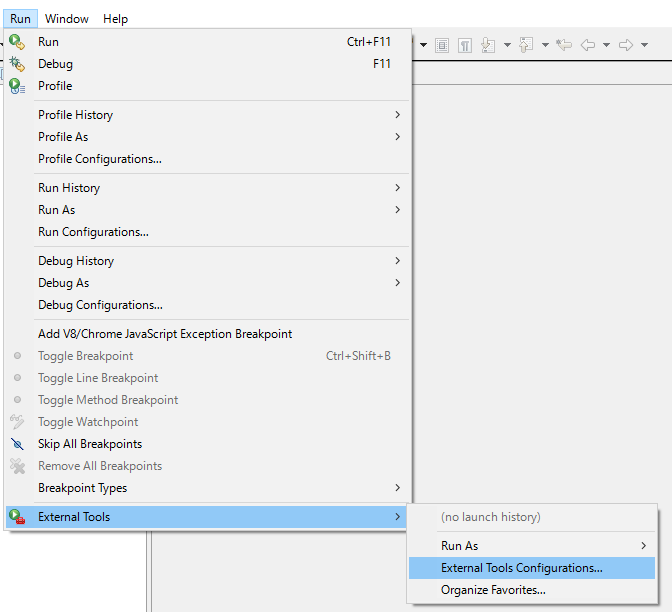 Run Window Help
Run Ctrl+F11
Debug F11
Profile
Profile History
Profile As
Profile Configurations...
Run History
Run As
Run Configurations...
Debug History
Debug As
Debug Configurations...
Add V8/Chrome JavaScript Exception Breakpoint
Toggle Breakpoint Ctrl+Shift+B
Toggle Line Breakpoint
Toggle Method Breakpoint
Toggle Watchpoint
Skip All Breakpoints
Remove All Breakpoints
Breakpoint Types
External Tools
(no launch history)
Run As
External Tools Configurations...
Organize Favorites...